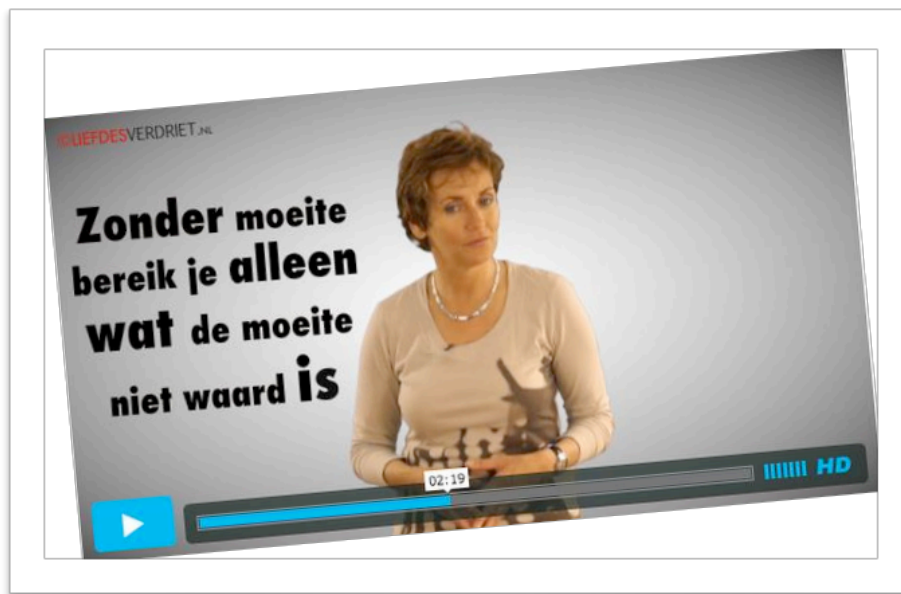 ©LIEFDESVERDRIET.NL
Zonder moeite
bereik je alleen
wat de moeite
niet waard is
02:19
HD